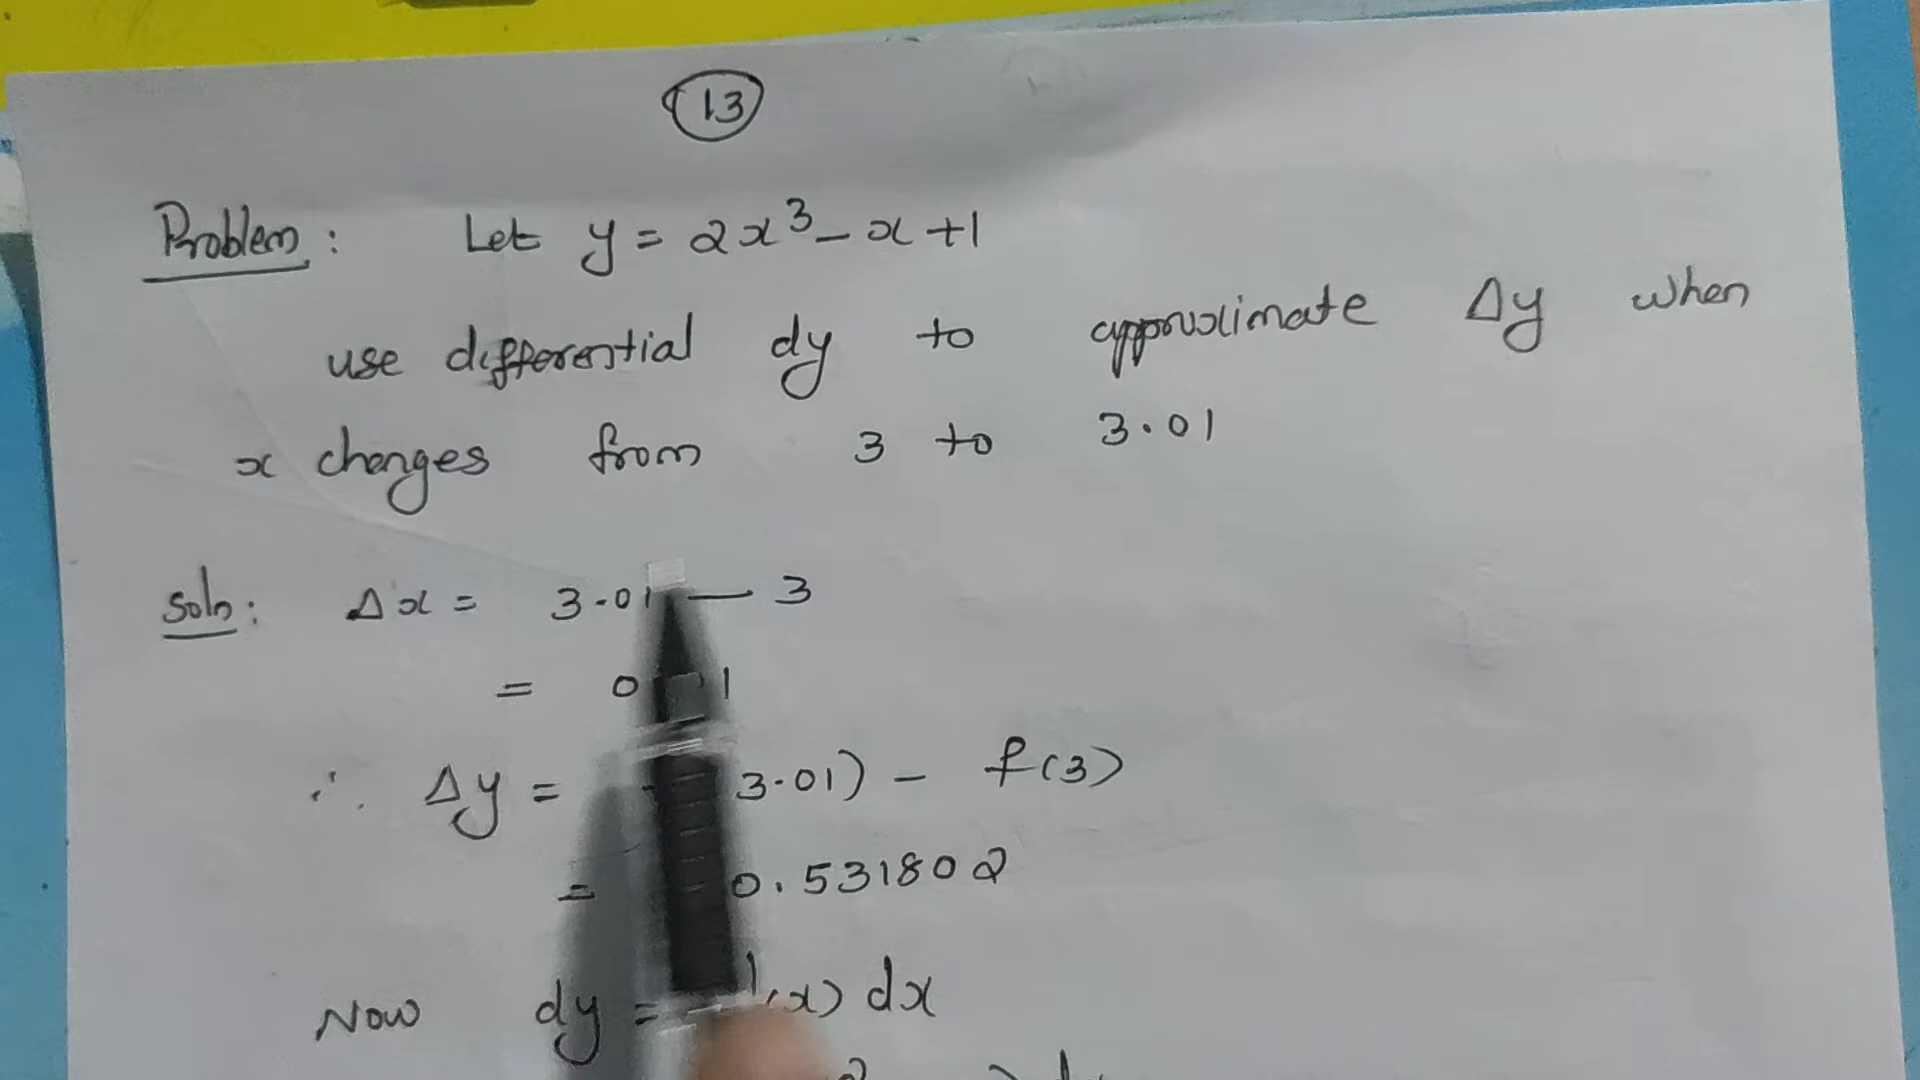 13
Problem: Let y = 2x³ - x + 1
use differential dy to approximate Δy when
x changes from 3 to 3.01
Soln: Δx = 3.01 — 3
= 0 1
∴ Δy = 3.01) - f(3)
= 0.531802
Now dy = '(x) dx